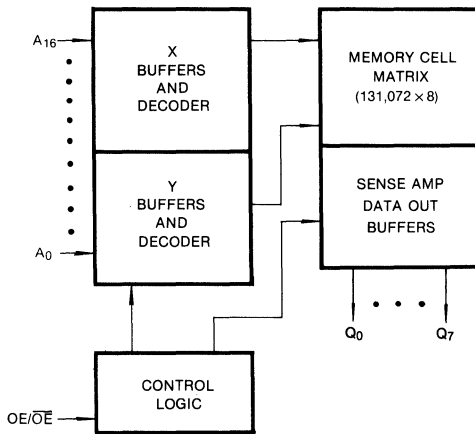 A16
X
BUFFERS
AND
DECODER
MEMORY CELL
MATRIX
(131,072 × 8)
Y
BUFFERS
AND
DECODER
SENSE AMP
DATA OUT
BUFFERS
A0
Q0
Q7
CONTROL
LOGIC
OE/O̅E̅